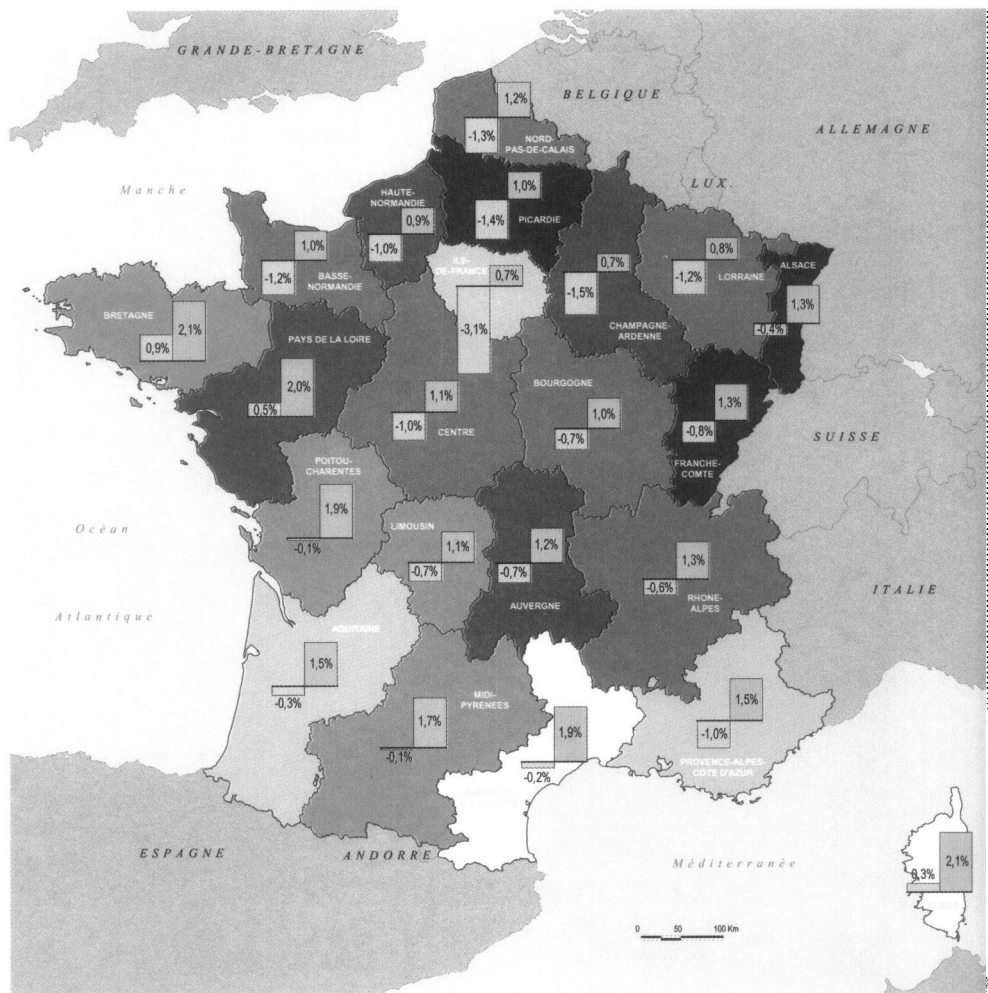 GRANDE-BRETAGNE
BELGIQUE
ALLEMAGNE
LUX.
Manche
1,2%
-1,3%
NORD-
PAS-DE-CALAIS
1,0%
-1,4%
PICARDIE
HAUTE-
NORMANDIE
0,9%
-1,0%
1,0%
-1,2%
BASSE-
NORMANDIE
ILE-
DE-FRANCE
0,7%
-3,1%
0,7%
-1,5%
CHAMPAGNE-
ARDENNE
0,8%
-1,2%
LORRAINE
ALSACE
1,3%
-0,4%
BRETAGNE
2,1%
0,9%
PAYS DE LA LOIRE
2,0%
0,5%
1,1%
-1,0%
CENTRE
BOURGOGNE
1,0%
-0,7%
1,3%
-0,8%
FRANCHE-
COMTE
SUISSE
POITOU-
CHARENTES
1,9%
-0,1%
LIMOUSIN
1,1%
-0,7%
1,2%
-0,7%
AUVERGNE
1,3%
-0,6%
RHONE-
ALPES
ITALIE
Océan
Atlantique
AQUITAINE
1,5%
-0,3%
MIDI-
PYRENEES
1,7%
-0,1%
1,9%
-0,2%
1,5%
-1,0%
PROVENCE-ALPES-
COTE D'AZUR
ESPAGNE
ANDORRE
Méditerranée
2,1%
0,3%
0 50 100 Km